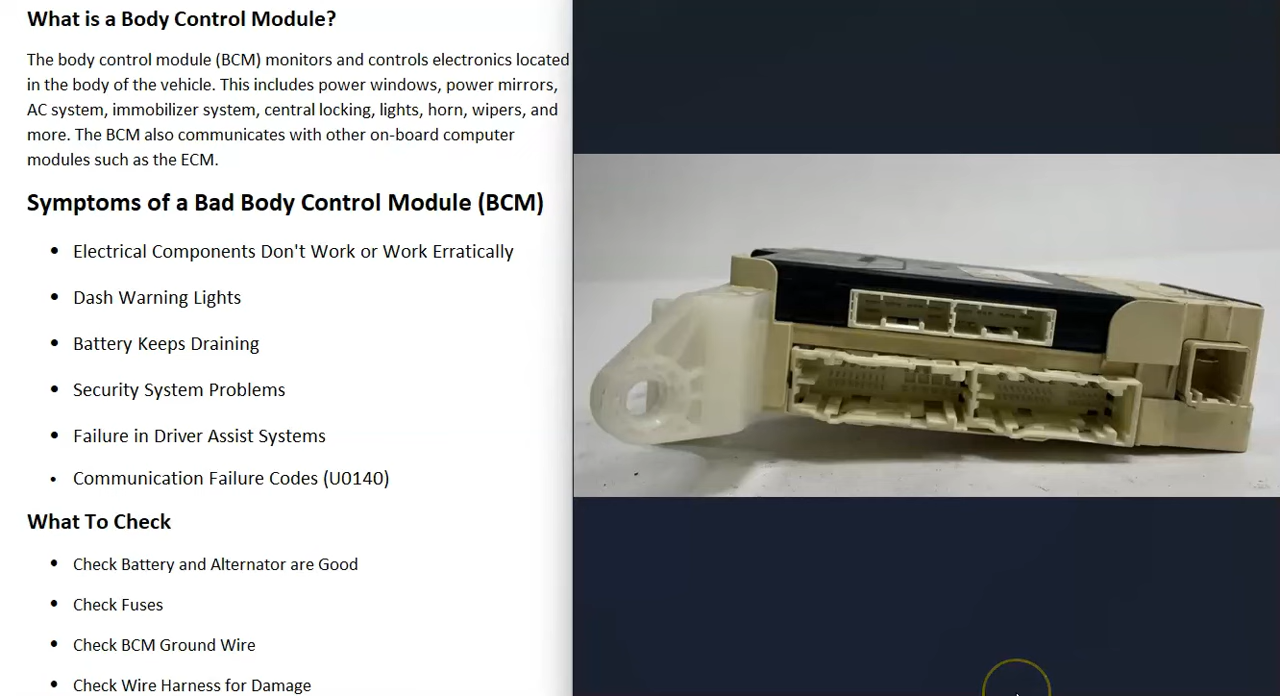 What is a Body Control Module?
The body control module (BCM) monitors and controls electronics located
in the body of the vehicle. This includes power windows, power mirrors,
AC system, immobilizer system, central locking, lights, horn, wipers, and
more. The BCM also communicates with other on-board computer
modules such as the ECM.
Symptoms of a Bad Body Control Module (BCM)
• Electrical Components Don't Work or Work Erratically
• Dash Warning Lights
• Battery Keeps Draining
• Security System Problems
• Failure in Driver Assist Systems
• Communication Failure Codes (U0140)
What To Check
• Check Battery and Alternator are Good
• Check Fuses
• Check BCM Ground Wire
• Check Wire Harness for Damage